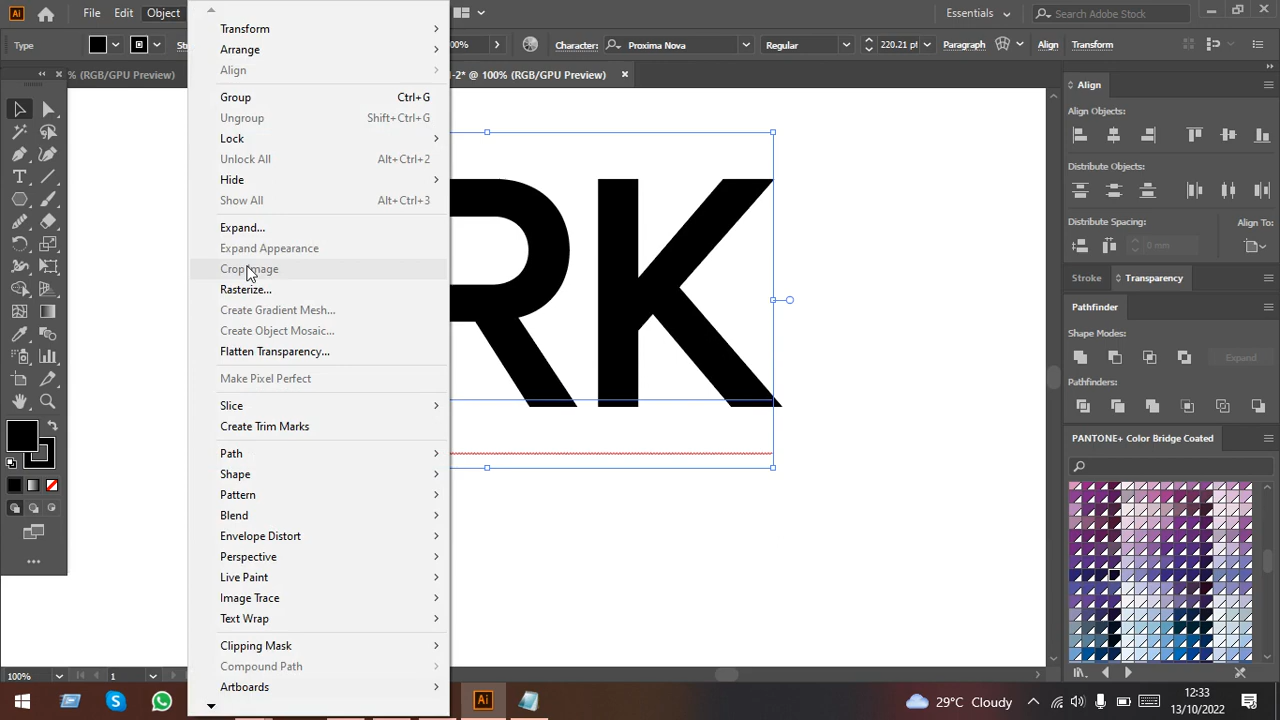 File
Edit
Object
Essentials
Search Adobe Stock
Type
Character:
Proxima Nova
Regular
220.21 pt
Paragraph
Align
Transform
% (RGB/GPU Preview)
-2* @ 100% (RGB/GPU Preview)
Transform
Arrange
Align
Group Ctrl+G
Ungroup Shift+Ctrl+G
Lock
Unlock All Alt+Ctrl+2
Hide
Show All Alt+Ctrl+3
Expand...
Expand Appearance
Crop Image
Rasterize...
Create Gradient Mesh...
Create Object Mosaic...
Flatten Transparency...
Make Pixel Perfect
Slice
Create Trim Marks
Path
Shape
Pattern
Blend
Envelope Distort
Perspective
Live Paint
Image Trace
Text Wrap
Clipping Mask
Compound Path
Artboards
RK
Align
Align Objects:
Distribute Objects:
Distribute Spacing:
Align To:
0 mm
Stroke
Transparency
Pathfinder
Shape Modes:
Expand
Pathfinders:
PANTONE+ Color Bridge Coated
100%
1
Ai
29°C Cloudy
12:33
13/10/2022